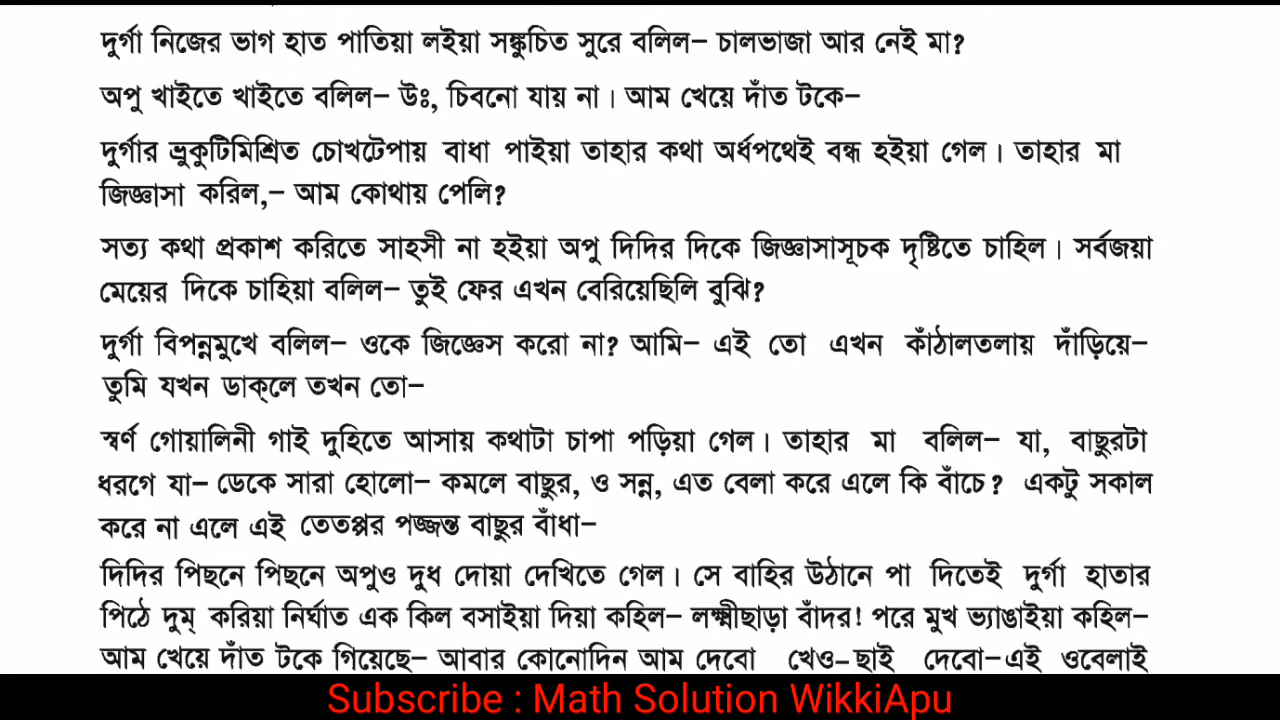 দুর্গা নিজের ভাগ হাত পাতিয়া লইয়া সঙ্কুচিত সুরে বলিল– চালভাজা আর নেই মা?
অপু খাইতে খাইতে বলিল– উঃ, চিবনো যায় না। আম খেয়ে দাঁত টকে–
দুর্গার ভ্রুকুটিমিশ্রিত চোখটেপায় বাধা পাইয়া তাহার কথা অর্ধপথেই বন্ধ হইয়া গেল। তাহার মা
জিজ্ঞাসা করিল,– আম কোথায় পেলি?
সত্য কথা প্রকাশ করিতে সাহসী না হইয়া অপু দিদির দিকে জিজ্ঞাসাসূচক দৃষ্টিতে চাহিল। সর্বজয়া
মেয়ের দিকে চাহিয়া বলিল– তুই ফের এখন বেরিয়েছিলি বুঝি?
দুর্গা বিপন্নমুখে বলিল– ওকে জিজ্ঞেস করো না? আমি– এই তো এখন কাঁঠালতলায় দাঁড়িয়ে–
তুমি যখন ডাক্‌লে তখন তো–
স্বর্ণ গোয়ালিনী গাই দুহিতে আসায় কথাটা চাপা পড়িয়া গেল। তাহার মা বলিল– যা, বাছুরটা
ধরগে যা– ডেকে সারা হোলো– কমলে বাছুর, ও সন্ন, এত বেলা করে এলে কি বাঁচে? একটু সকাল
করে না এলে এই তেতপ্পর পজ্জন্ত বাছুর বাঁধা–
দিদির পিছনে পিছনে অপুও দুধ দোয়া দেখিতে গেল। সে বাহির উঠানে পা দিতেই দুর্গা হাতার
পিঠে দুম্ করিয়া নির্ঘাত এক কিল বসাইয়া দিয়া কহিল– লক্ষ্মীছাড়া বাঁদর! পরে মুখ ভ্যাঙাইয়া কহিল–
আম খেয়ে দাঁত টকে গিয়েছে– আবার কোনোদিন আম দেবো খেও–ছাই দেবো–এই ওবেলাই
Subscribe : Math Solution WikkiApu